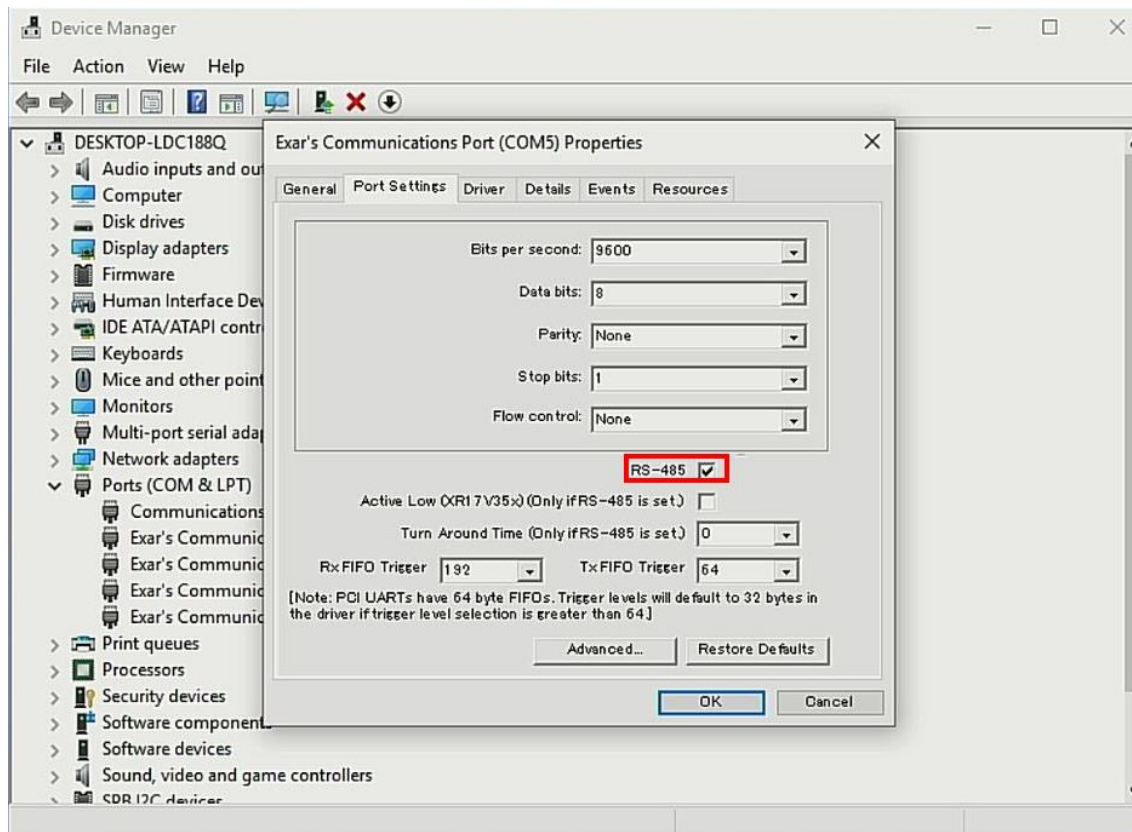 Device Manager
File Action View Help
DESKTOP-LDC188Q
Audio inputs and ou
Computer
Disk drives
Display adapters
Firmware
Human Interface Dev
IDE ATA/ATAPI contr
Keyboards
Mice and other point
Monitors
Multi-port serial adap
Network adapters
Ports (COM & LPT)
Communications
Exar's Communic
Exar's Communic
Exar's Communic
Exar's Communic
Print queues
Processors
Security devices
Software component
Software devices
Sound, video and game controllers
SPB I2C devices
Exar's Communications Port (COM5) Properties
General Port Settings Driver Details Events Resources
Bits per second: 9600
Data bits: 8
Parity: None
Stop bits: 1
Flow control: None
RS-485
Active Low (XR17V35x) (Only if RS-485 is set.)
Turn Around Time (Only if RS-485 is set.) 0
Rx FIFO Trigger 192 Tx FIFO Trigger 64
[Note: PCI UARTs have 64 byte FIFOs. Trigger levels will default to 32 bytes in
the driver if trigger level selection is greater than 64.]
Advanced... Restore Defaults
OK Cancel